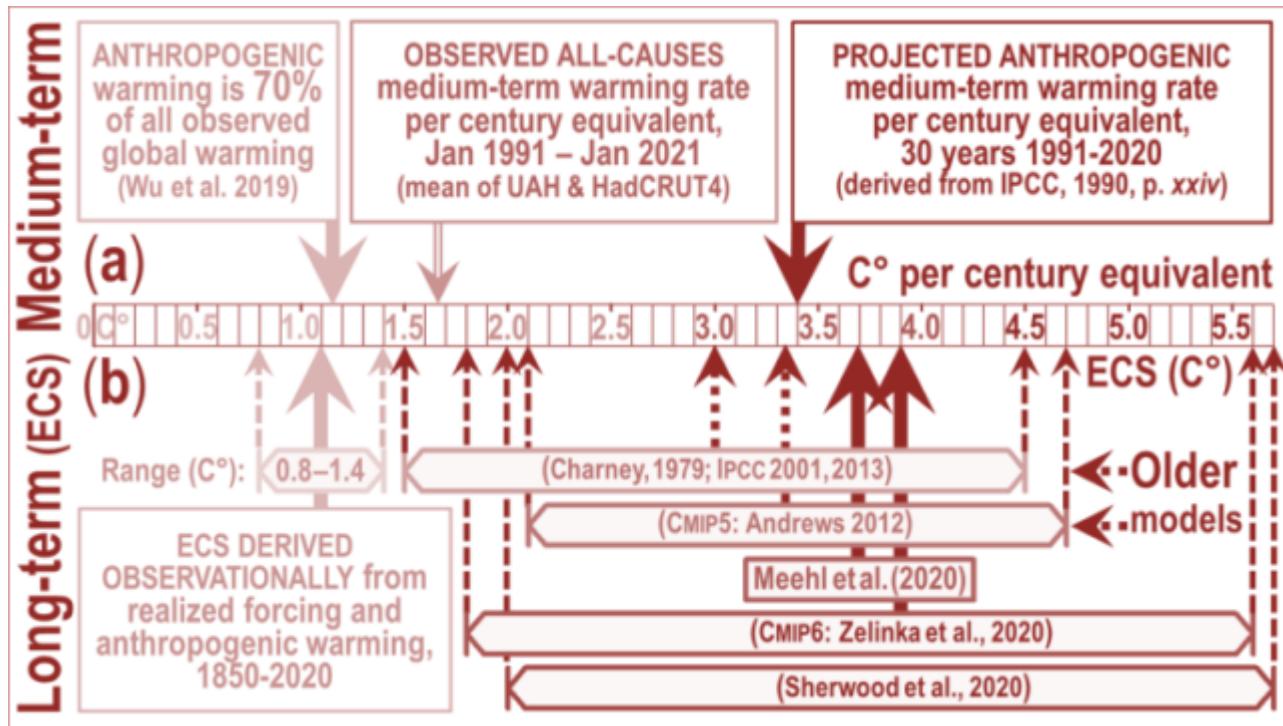 Medium-term
ANTHROPOGENIC
warming is 70%
of all observed
global warming
(Wu et al. 2019)
OBSERVED ALL-CAUSES
medium-term warming rate
per century equivalent,
Jan 1991 – Jan 2021
(mean of UAH & HadCRUT4)
PROJECTED ANTHROPOGENIC
medium-term warming rate
per century equivalent,
30 years 1991-2020
(derived from IPCC, 1990, p. xxiv)
(a)
C° per century equivalent
0 C° 0.5 1.0 1.5 2.0 2.5 3.0 3.5 4.0 4.5 5.0 5.5
Long-term (ECS)
(b)
ECS (C°)
Range (C°): 0.8–1.4
(Charney, 1979; IPCC 2001, 2013)
Older
models
(CMIP5: Andrews 2012)
ECS DERIVED
OBSERVATIONALLY from
realized forcing and
anthropogenic warming,
1850-2020
Meehl et al. (2020)
(CMIP6: Zelinka et al., 2020)
(Sherwood et al., 2020)